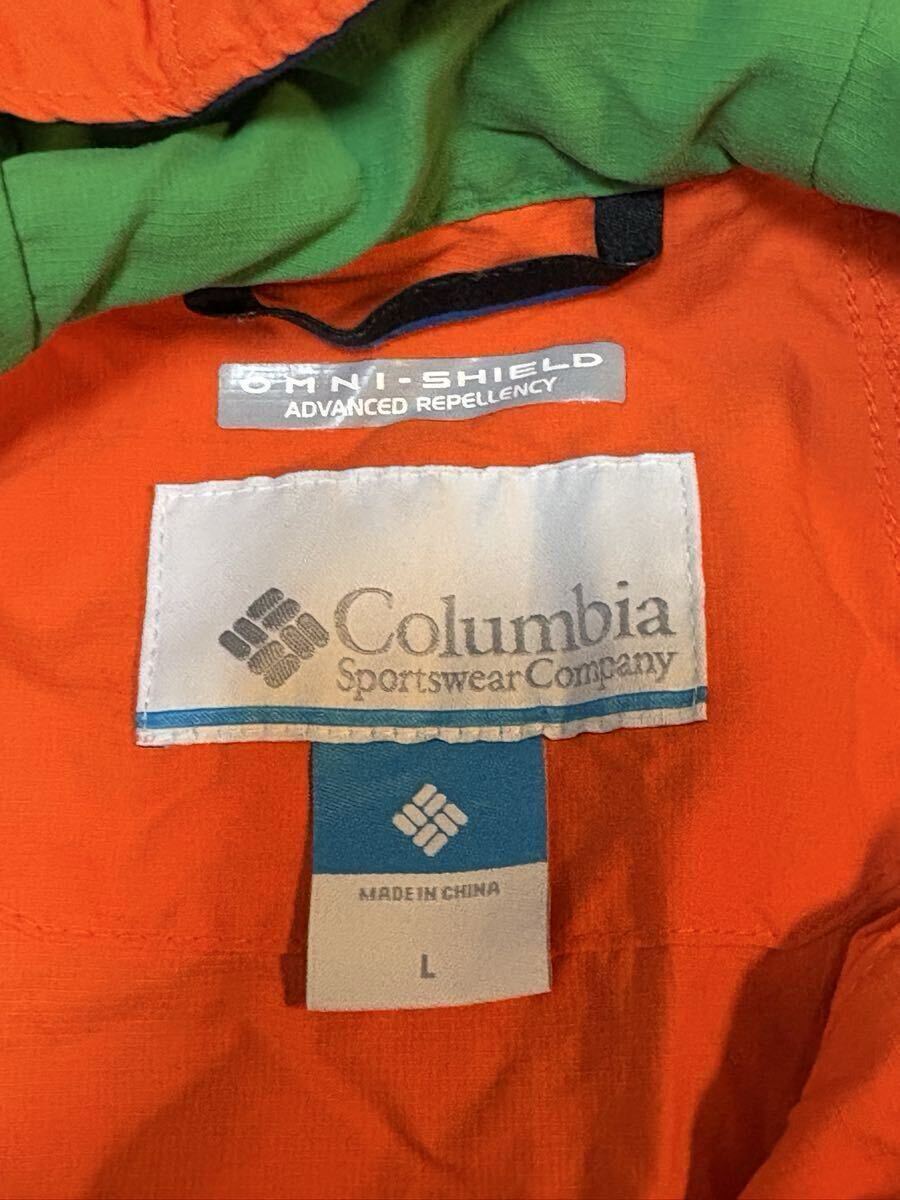 OMNI-SHIELD
ADVANCED REPELLENCY
Columbia
Sportswear Company
MADE IN CHINA
L